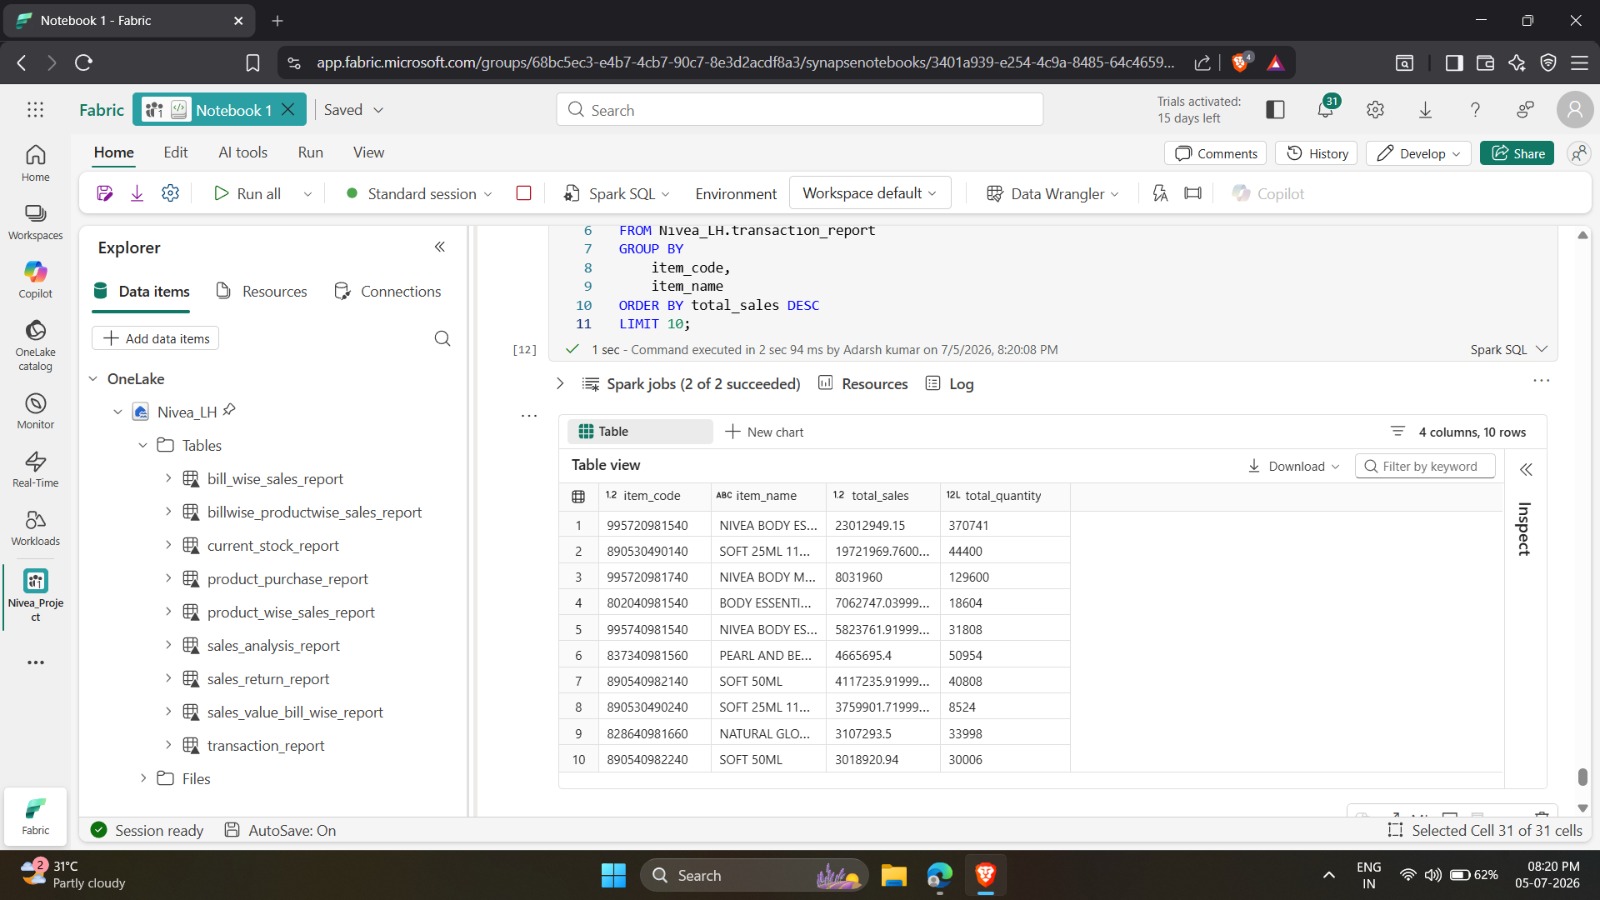 Notebook 1 - Fabric
app.fabric.microsoft.com/groups/68bc5ec3-e4b7-4cb7-90c7-8e3d2acdf8a3/synapsenotebooks/3401a939-e254-4c9a-8485-64c4659...
4
Fabric
Notebook 1
Saved
Search
Trials activated:
15 days left
31
Home Edit AI tools Run View
Comments History Develop Share
Run all Standard session Spark SQL Environment Workspace default Data Wrangler Copilot
Home
Workspaces
Copilot
OneLake
catalog
Monitor
Real-Time
Workloads
Nivea_Proje
ct
Fabric
Explorer
Data items Resources Connections
Add data items
OneLake
Nivea_LH
Tables
bill_wise_sales_report
billwise_productwise_sales_report
current_stock_report
product_purchase_report
product_wise_sales_report
sales_analysis_report
sales_return_report
sales_value_bill_wise_report
transaction_report
Files
6 FROM Nivea_LH.transaction_report
7 GROUP BY
8 item_code,
9 item_name
10 ORDER BY total_sales DESC
11 LIMIT 10;
[12] 1 sec - Command executed in 2 sec 94 ms by Adarsh kumar on 7/5/2026, 8:20:08 PM Spark SQL
Spark jobs (2 of 2 succeeded) Resources Log
Table New chart 4 columns, 10 rows
Table view Download Filter by keyword
1.2 item_code ABC item_name 1.2 total_sales 12L total_quantity
1 995720981540 NIVEA BODY ES... 23012949.15 370741
2 890530490140 SOFT 25ML 11... 19721969.7600... 44400
3 995720981740 NIVEA BODY M... 8031960 129600
4 802040981540 BODY ESSENTI... 7062747.03999... 18604
5 995740981540 NIVEA BODY ES... 5823761.91999... 31808
6 837340981560 PEARL AND BE... 4665695.4 50954
7 890540982140 SOFT 50ML 4117235.91999... 40808
8 890530490240 SOFT 25ML 11... 3759901.71999... 8524
9 828640981660 NATURAL GLO... 3107293.5 33998
10 890540982240 SOFT 50ML 3018920.94 30006
Inspect
Session ready AutoSave: On Selected Cell 31 of 31 cells
2
31°C
Partly cloudy
Search
ENG
IN
62%
08:20 PM
05-07-2026